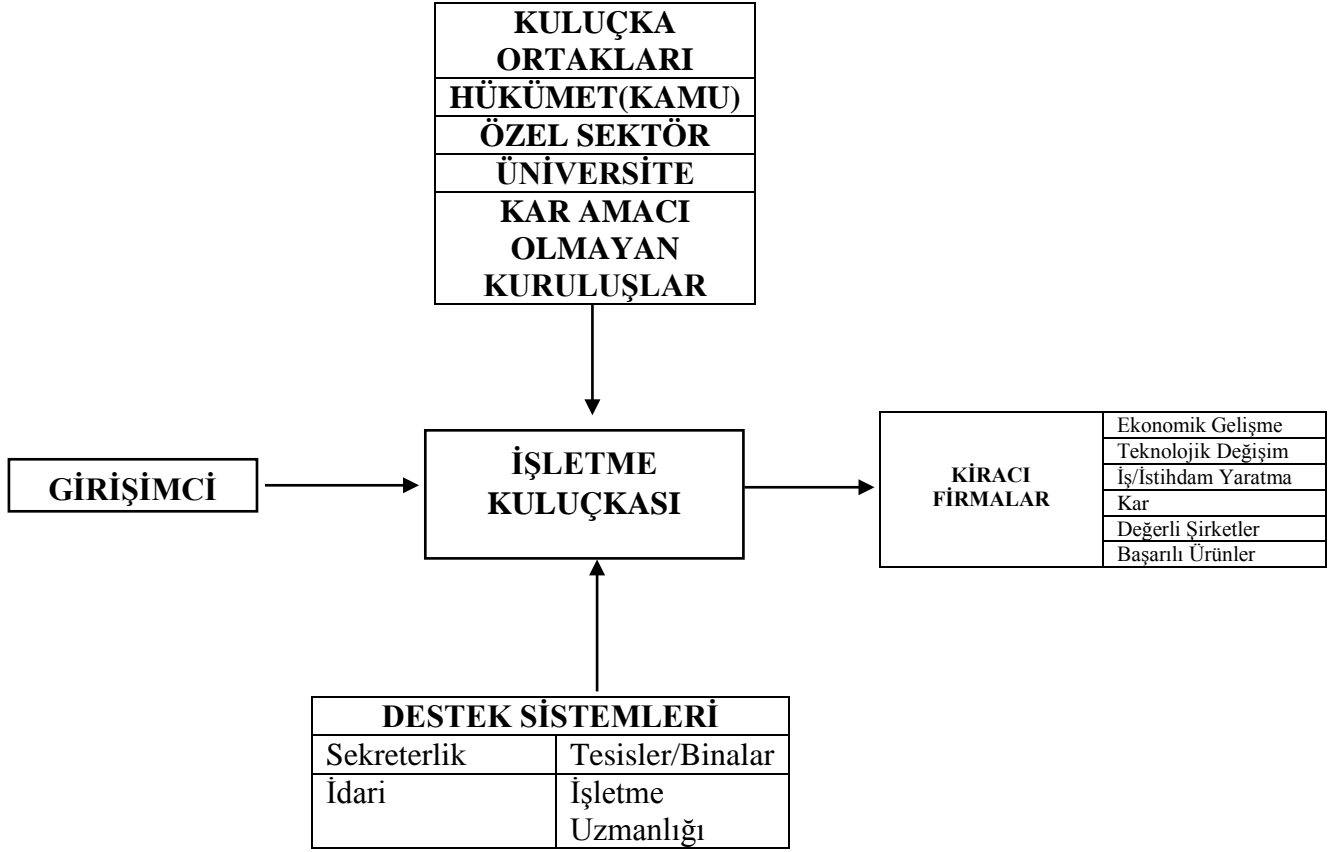 KULUÇKA
ORTAKLARI
HÜKÜMET(KAMU)
ÖZEL SEKTÖR
ÜNİVERSİTE
KAR AMACI
OLMAYAN
KURULUŞLAR
GİRİŞİMCİ
İŞLETME
KULUÇKASI
KİRACI
FİRMALAR
Ekonomik Gelişme
Teknolojik Değişim
İş/İstihdam Yaratma
Kar
Değerli Şirketler
Başarılı Ürünler
DESTEK SİSTEMLERİ
Sekreterlik
Tesisler/Binalar
İdari
İşletme
Uzmanlığı